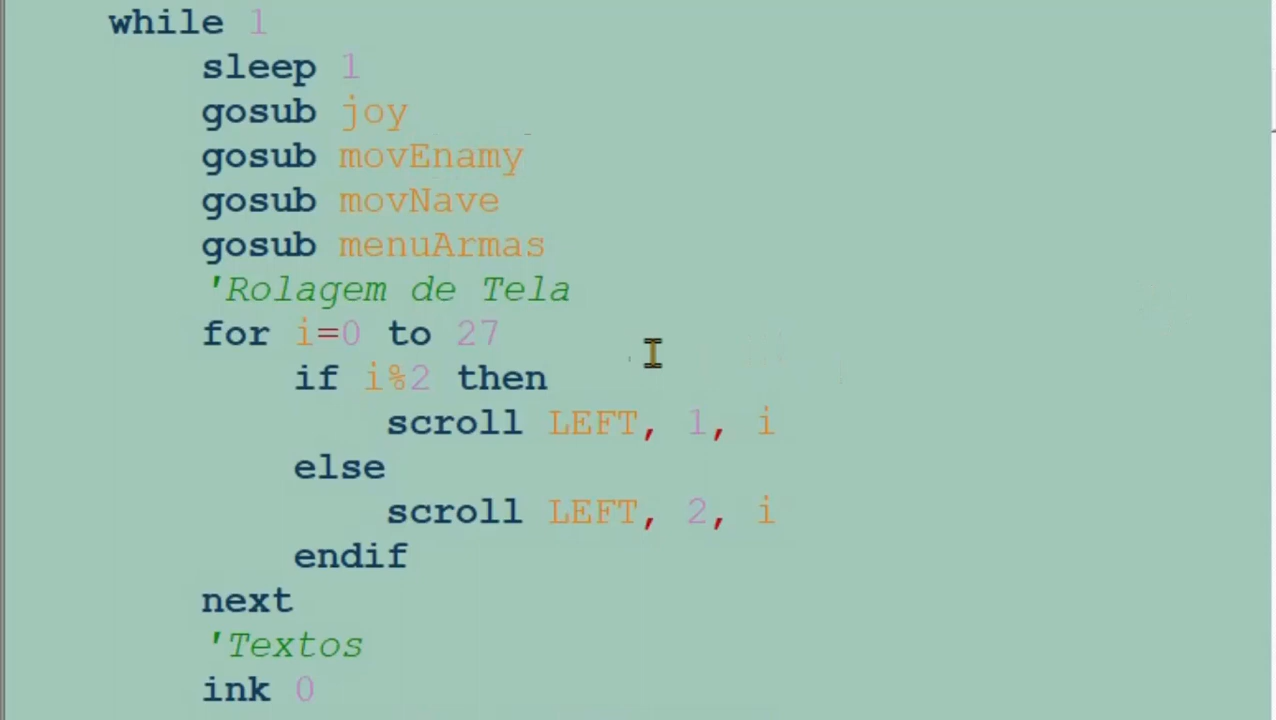 while 1
sleep 1
gosub joy
gosub movEnamy
gosub movNave
gosub menuArmas
'Rolagem de Tela
for i=0 to 27
if i%2 then
scroll LEFT, 1, i
else
scroll LEFT, 2, i
endif
next
'Textos
ink 0